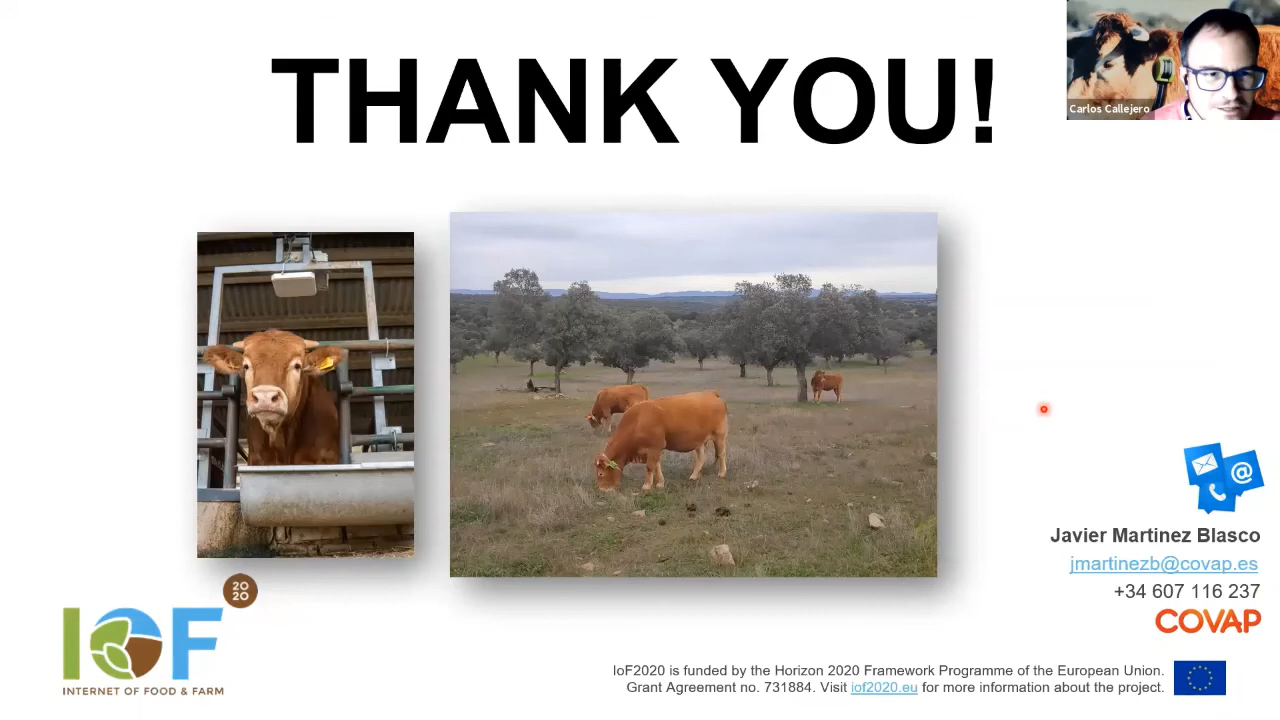 THANK YOU!
Carlos Callejero
Javier Martinez Blasco
jmartinezb@covap.es
+34 607 116 237
COVAP
20
20
IOF
INTERNET OF FOOD & FARM
IoF2020 is funded by the Horizon 2020 Framework Programme of the European Union.
Grant Agreement no. 731884. Visit iof2020.eu for more information about the project.